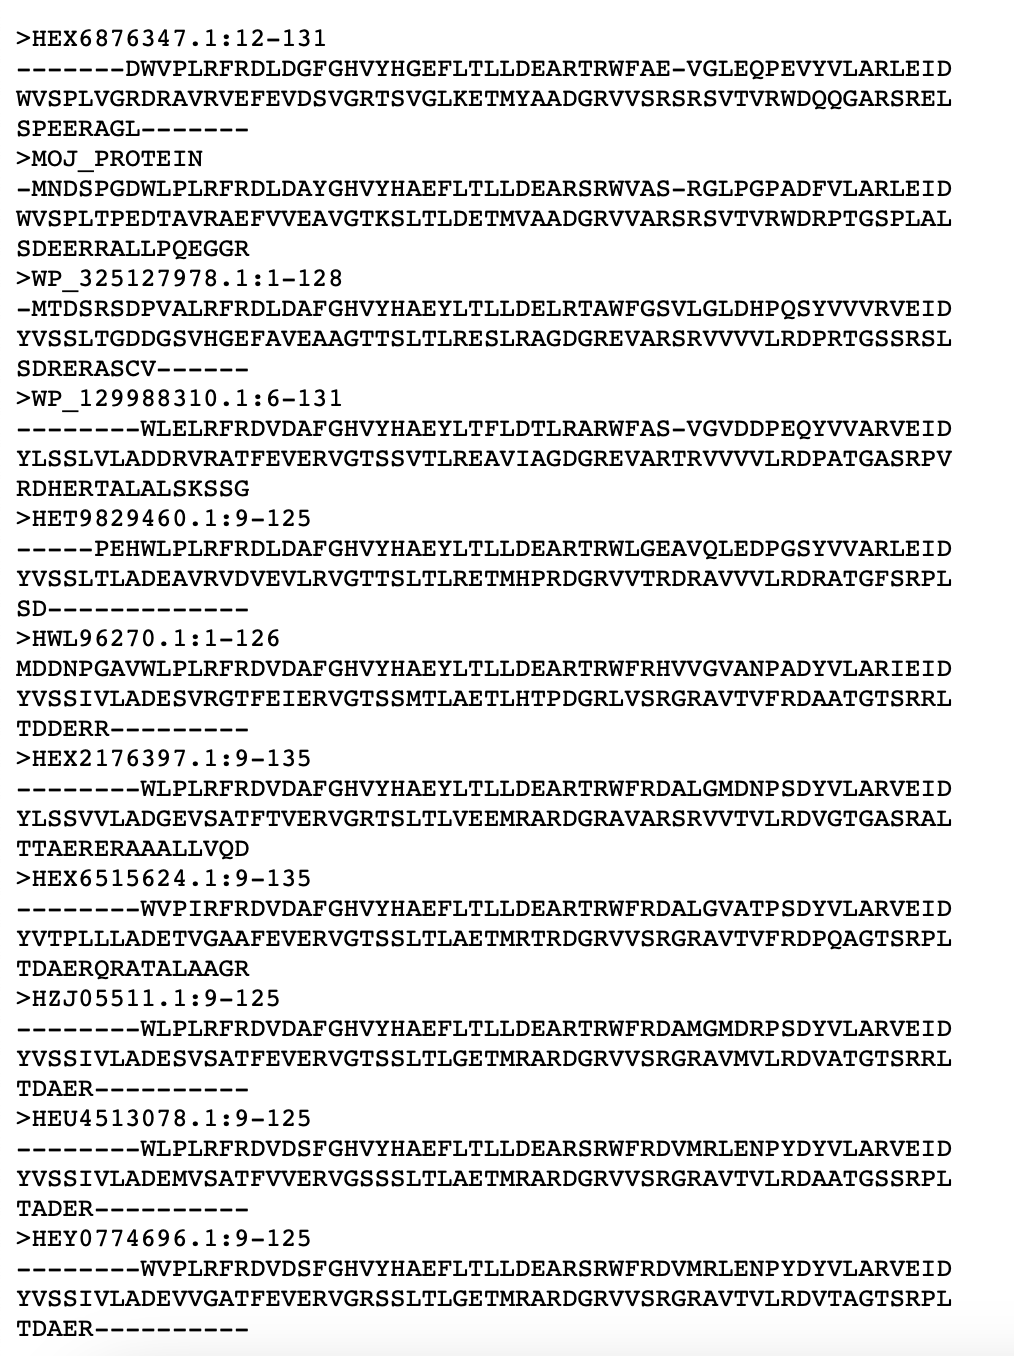 >HEX6876347.1:12-131
-------DWVPLRFRDLDGFGHVYHGEFLTLLDEARTRWFAE-VGLEQPEVYVLARLEID
WVSPLVGRDRAVRVEFEVDSVGRTSVGLKETMYAADGRVVSRSRSVTVRWDQQGARSREL
SPEERAGL-------
>MOJ_PROTEIN
-MNDSPGDWLPLRFRDLDAYGHVYHAEFLTLLDEARSRWVAS-RGLPGPADFVLARLEID
WVSPLTPEDTAVRAEFVVEAVGTKSLTLDETMVAADGRVVARSRSVTVRWDRPTGSPLAL
SDEERRALLPQEGGR
>WP_325127978.1:1-128
-MTDSRSDPVALRFRDLDAFGHVYHAEYLTLLDELRTAWFGSVLGLDHPQSYVVVRVEID
YVSSLTGDDGSVHGEFAVEAAGTTSLTLRESLRAGDGREVARSRVVVVLRDPRTGSSRSL
SDRERASCV------
>WP_129988310.1:6-131
--------WLELRFRDVDAFGHVYHAEYLTFLDTLRARWFAS-VGVDDPEQYVVARVEID
YLSSLVLADDRVRATFEVERVGTSSVTLREAVIAGDGREVARTRVVVVLRDPATGASRPV
RDHERTALALSKSSG
>HET9829460.1:9-125
-----PEHWLPLRFRDLDAFGHVYHAEYLTLLDEARTRWLGEAVQLEDPGSYVVARLEID
YVSSLTLADEAVRVDVEVLRVGTTSLTLRETMHPRDGRVVTRDRAVVVLRDRATGFSRPL
SD-------------
>HWL96270.1:1-126
MDDNPGAVWLPLRFRDVDAFGHVYHAEYLTLLDEARTRWFRHVVGVANPADYVLARIEID
YVSSIVLADESVRGTFEIERVGTSSMTLAETLHTPDGRLVSRGRAVTVFRDAATGTSRRL
TDDERR---------
>HEX2176397.1:9-135
--------WLPLRFRDVDAFGHVYHAEYLTLLDEARTRWFRDALGMDNPSDYVLARVEID
YLSSVVLADGEVSATFTVERVGRTSLTLVEEMRARDGRAVARSRVVTVLRDVGTGASRAL
TTAERERAAALLVQD
>HEX6515624.1:9-135
--------WVPIRFRDVDAFGHVYHAEFLTLLDEARTRWFRDALGVATPSDYVLARVEID
YVTPLLLADETVGAAFEVERVGTSSLTLAETMRTRDGRVVSRGRAVTVFRDPQAGTSRPL
TDAERQRATALAAGR
>HZJ05511.1:9-125
--------WLPLRFRDVDAFGHVYHAEFLTLLDEARTRWFRDAMGMDRPSDYVLARVEID
YVSSIVLADESVSATFEVERVGTSSLTLGETMRARDGRVVSRGRAVMVLRDVATGTSRRL
TDAER----------
>HEU4513078.1:9-125
--------WLPLRFRDVDSFGHVYHAEFLTLLDEARSRWFRDVMRLENPYDYVLARVEID
YVSSIVLADEMVSATFVVERVGSSSLTLAETMRARDGRVVSRGRAVTVLRDAATGSSRPL
TADER----------
>HEY0774696.1:9-125
--------WVPLRFRDVDSFGHVYHAEFLTLLDEARSRWFRDVMRLENPYDYVLARVEID
YVSSIVLADEVVGATFEVERVGRSSLTLGETMRARDGRVVSRGRAVTVLRDVTAGTSRPL
TDAER----------